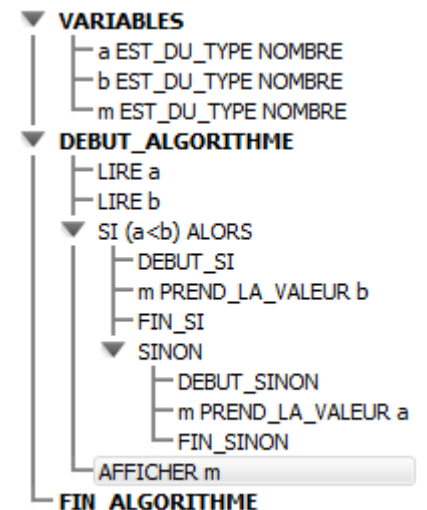 VARIABLES
a EST_DU_TYPE NOMBRE
b EST_DU_TYPE NOMBRE
m EST_DU_TYPE NOMBRE
DEBUT_ALGORITHME
LIRE a
LIRE b
SI (a<b) ALORS
DEBUT_SI
m PREND_LA_VALEUR b
FIN_SI
SINON
DEBUT_SINON
m PREND_LA_VALEUR a
FIN_SINON
AFFICHER m
FIN_ALGORITHME